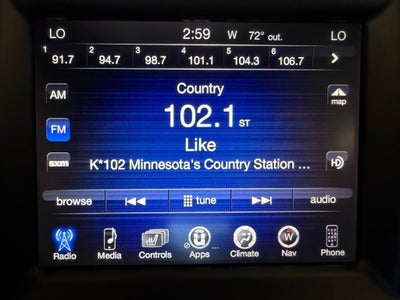 LO 2:59 W 72° out. LO
1 91.7 2 94.7 3 98.7 4 101.1 5 104.3 6 106.7
AM Country map
102.1 ST
FM Like
sxm K*102 Minnesota's Country Station ... HD
browse tune audio
Radio Media Controls Apps ... Climate Nav Phone